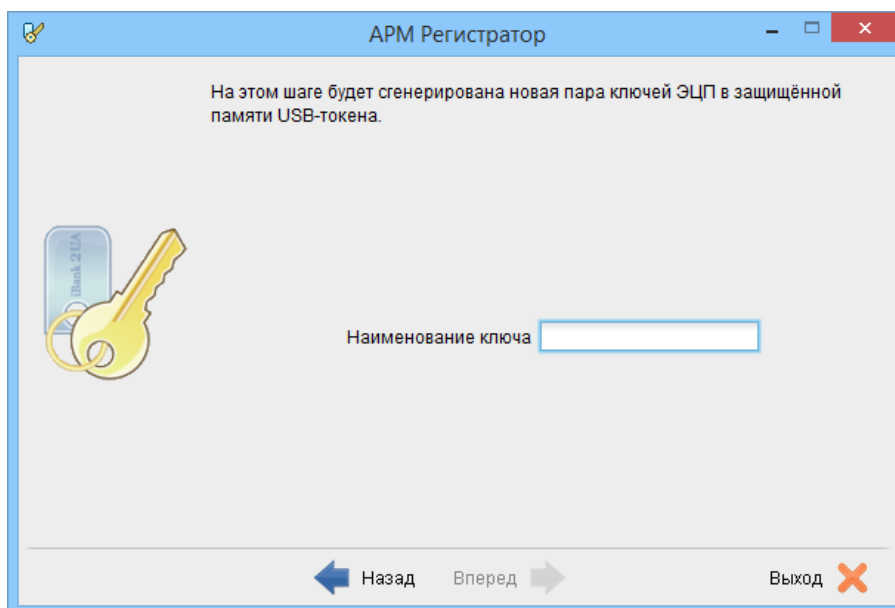 АРМ Регистратор
На этом шаге будет сгенерирована новая пара ключей ЭЦП в защищённой
памяти USB-токена.
iBank 2 UA
Наименование ключа
Назад Вперед Выход